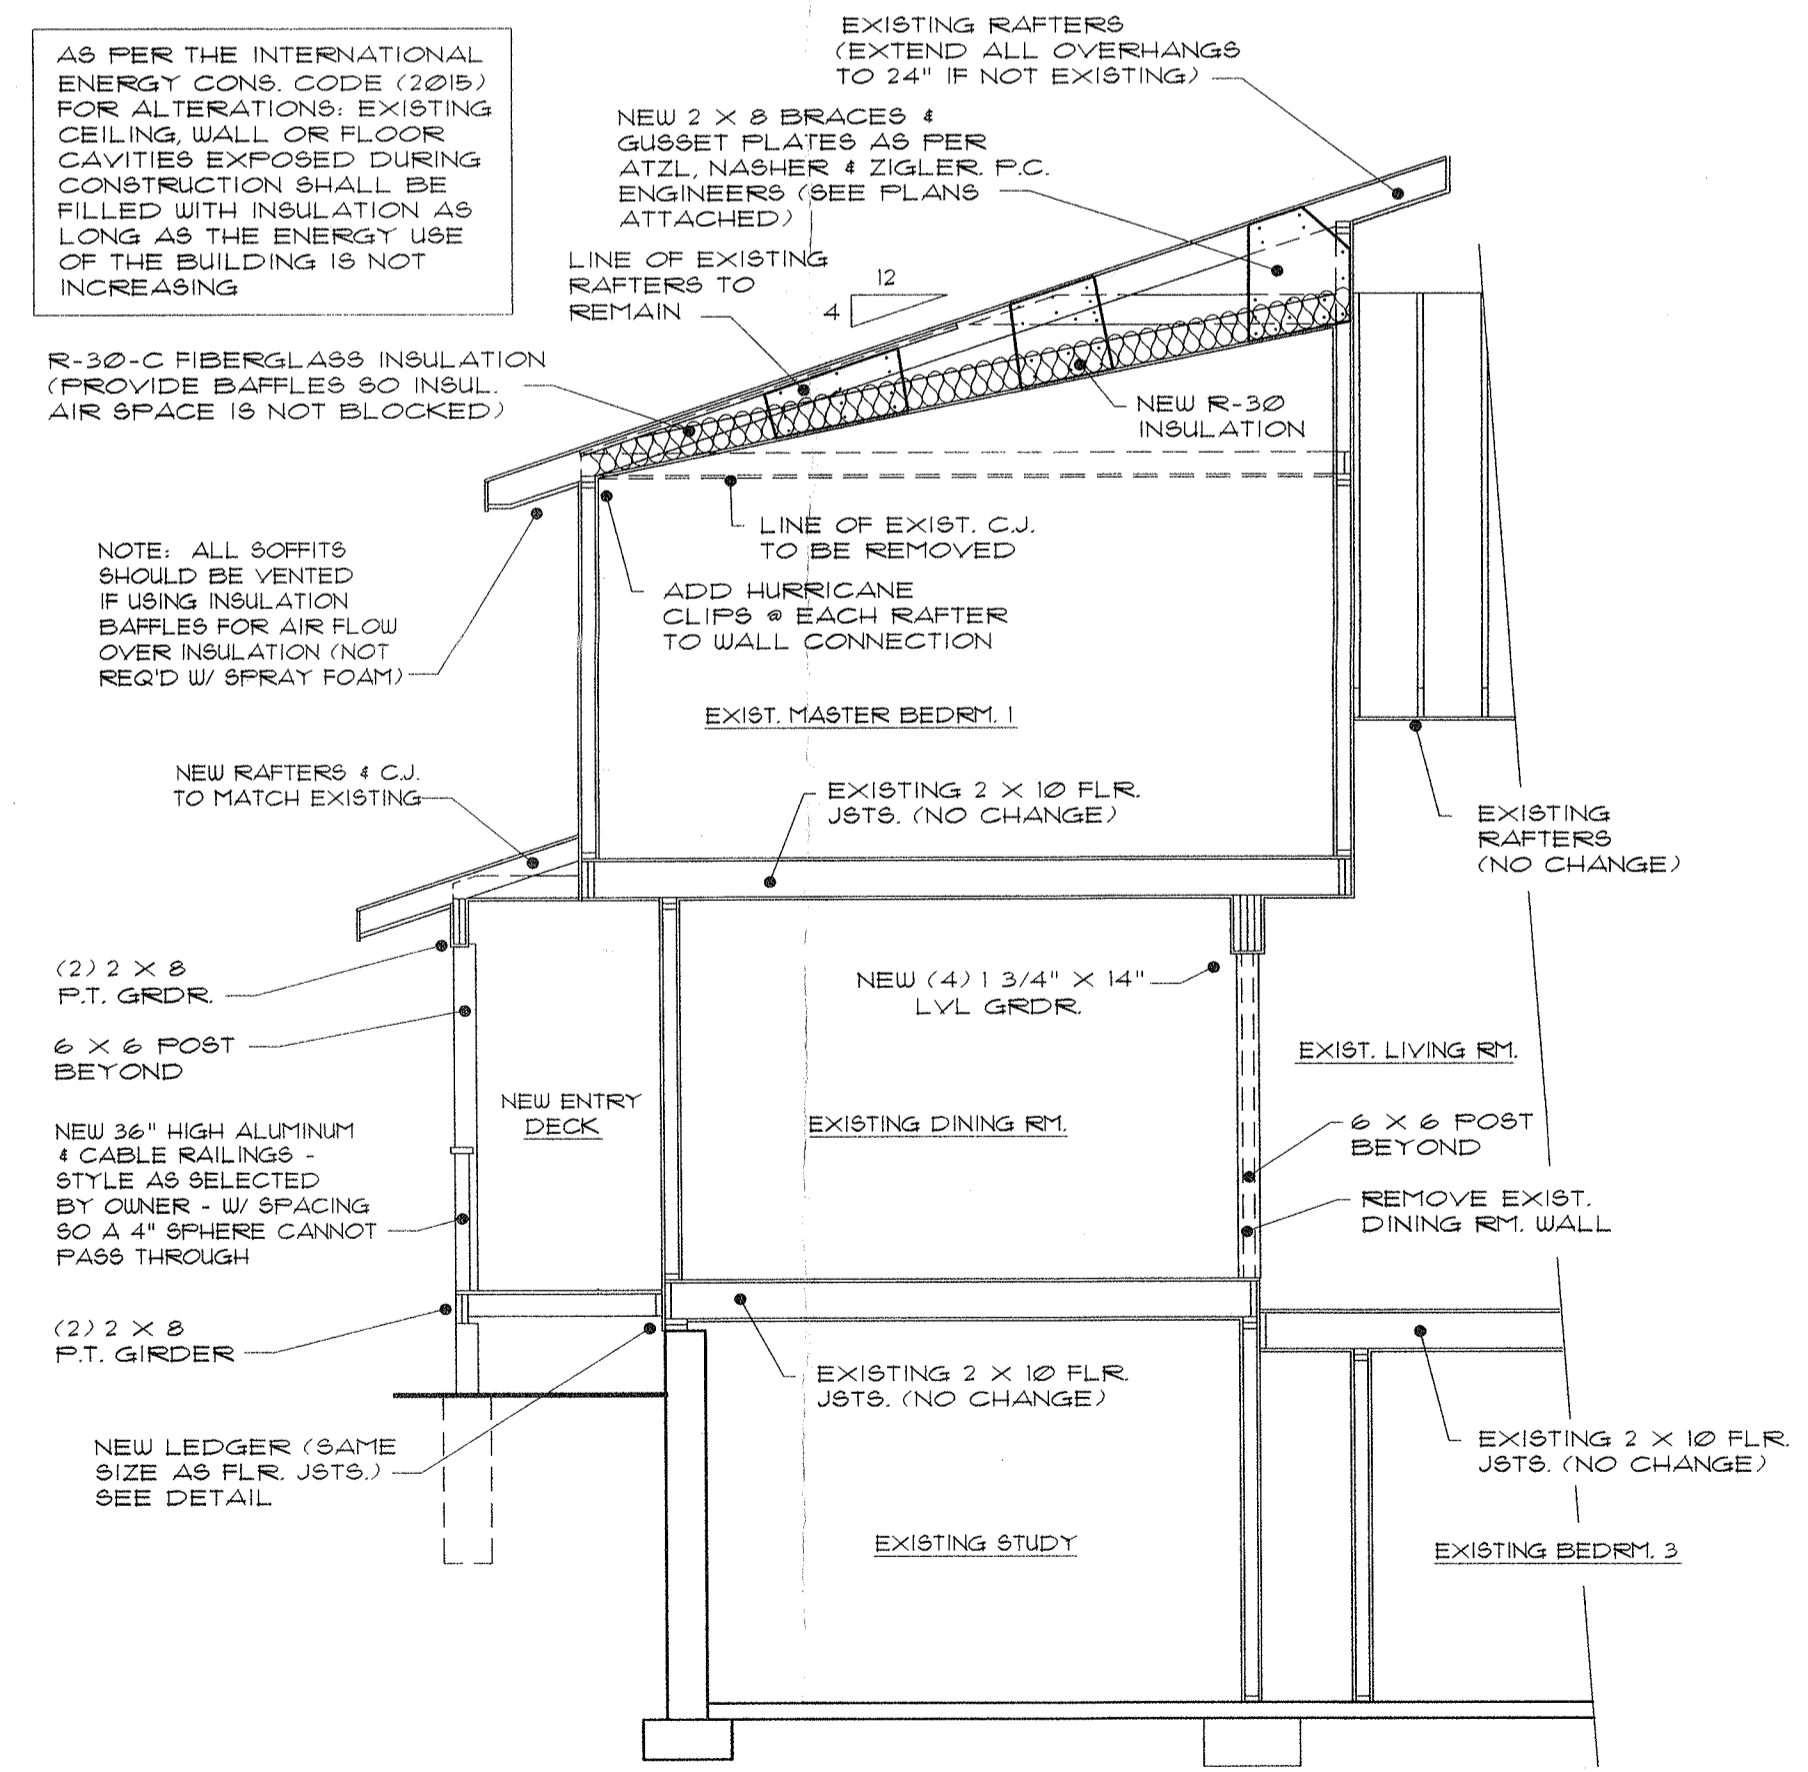 AS PER THE INTERNATIONAL
ENERGY CONS. CODE (2015)
FOR ALTERATIONS: EXISTING
CEILING, WALL OR FLOOR
CAVITIES EXPOSED DURING
CONSTRUCTION SHALL BE
FILLED WITH INSULATION AS
LONG AS THE ENERGY USE
OF THE BUILDING IS NOT
INCREASING
EXISTING RAFTERS
(EXTEND ALL OVERHANGS
TO 24" IF NOT EXISTING)
NEW 2 X 8 BRACES &
GUSSET PLATES AS PER
ATZL, NASHER & ZIGLER. P.C.
ENGINEERS (SEE PLANS
ATTACHED)
LINE OF EXISTING
RAFTERS TO
REMAIN
12
4
R-30-C FIBERGLASS INSULATION
(PROVIDE BAFFLES SO INSUL.
AIR SPACE IS NOT BLOCKED)
NEW R-30
INSULATION
LINE OF EXIST. C.J.
TO BE REMOVED
NOTE: ALL SOFFITS
SHOULD BE VENTED
IF USING INSULATION
BAFFLES FOR AIR FLOW
OVER INSULATION (NOT
REQ'D W/ SPRAY FOAM)
ADD HURRICANE
CLIPS @ EACH RAFTER
TO WALL CONNECTION
EXIST. MASTER BEDRM. 1
NEW RAFTERS & C.J.
TO MATCH EXISTING
EXISTING 2 X 10 FLR.
JSTS. (NO CHANGE)
EXISTING
RAFTERS
(NO CHANGE)
(2) 2 X 8
P.T. GRDR.
NEW (4) 1 3/4" X 14"
LVL GRDR.
6 X 6 POST
BEYOND
EXIST. LIVING RM.
NEW ENTRY
DECK
EXISTING DINING RM.
6 X 6 POST
BEYOND
NEW 36" HIGH ALUMINUM
& CABLE RAILINGS -
STYLE AS SELECTED
BY OWNER - W/ SPACING
SO A 4" SPHERE CANNOT
PASS THROUGH
REMOVE EXIST.
DINING RM. WALL
(2) 2 X 8
P.T. GIRDER
EXISTING 2 X 10 FLR.
JSTS. (NO CHANGE)
NEW LEDGER (SAME
SIZE AS FLR. JSTS.)
SEE DETAIL
EXISTING 2 X 10 FLR.
JSTS. (NO CHANGE)
EXISTING STUDY
EXISTING BEDRM. 3